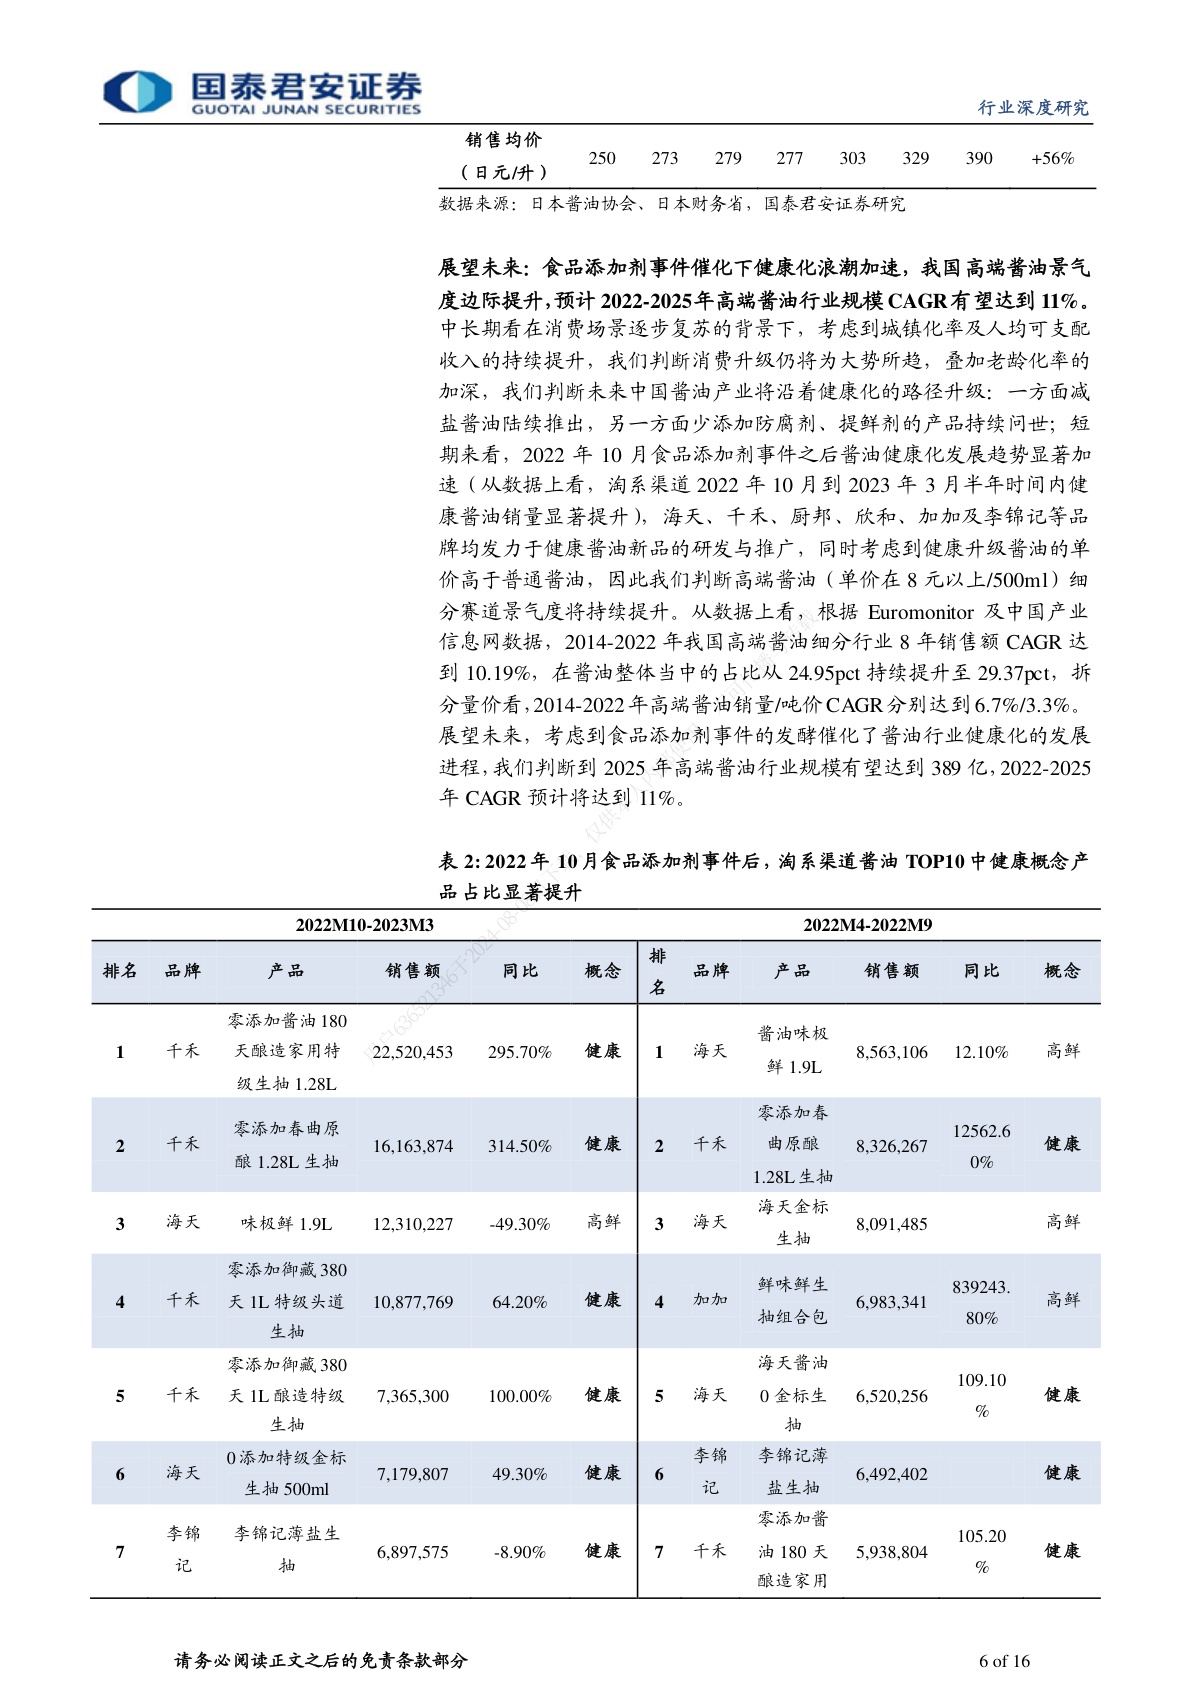 国泰君安证券
GUOTAI JUNAN SECURITIES
行业深度研究
销售均价
（日元/升） 250 273 279 277 303 329 390 +56%
数据来源：日本酱油协会、日本财务省，国泰君安证券研究
展望未来：食品添加剂事件催化下健康化浪潮加速，我国高端酱油景气
度边际提升，预计 2022-2025年高端酱油行业规模 CAGR有望达到 11%。
中长期看在消费场景逐步复苏的背景下，考虑到城镇化率及人均可支配
收入的持续提升，我们判断消费升级仍将为大势所趋，叠加老龄化率的
加深，我们判断未来中国酱油产业将沿着健康化的路径升级：一方面减
盐酱油陆续推出，另一方面少添加防腐剂、提鲜剂的产品持续问世；短
期来看，2022 年 10 月食品添加剂事件之后酱油健康化发展趋势显著加
速（从数据上看，淘系渠道 2022 年 10 月到 2023 年 3 月半年时间内健
康酱油销量显著提升），海天、千禾、厨邦、欣和、加加及李锦记等品
牌均发力于健康酱油新品的研发与推广，同时考虑到健康升级酱油的单
价高于普通酱油，因此我们判断高端酱油（单价在 8 元以上/500ml）细
分赛道景气度将持续提升。从数据上看，根据 Euromonitor 及中国产业
信息网数据，2014-2022 年我国高端酱油细分行业 8 年销售额 CAGR 达
到 10.19%，在酱油整体当中的占比从 24.95pct 持续提升至 29.37pct，拆
分量价看，2014-2022年高端酱油销量/吨价CAGR分别达到6.7%/3.3%。
展望未来，考虑到食品添加剂事件的发酵催化了酱油行业健康化的发展
进程，我们判断到 2025 年高端酱油行业规模有望达到 389 亿，2022-2025
年 CAGR 预计将达到 11%。
表 2：2022 年 10 月食品添加剂事件后，淘系渠道酱油 TOP10 中健康概念产
品占比显著提升
2022M10-2023M3 2022M4-2022M9
排名 品牌 产品 销售额 同比 概念 排名 品牌 产品 销售额 同比 概念
1 千禾 零添加酱油 180 天酿造家用特级生抽 1.28L 22,520,453 295.70% 健康 1 海天 酱油味极鲜 1.9L 8,563,106 12.10% 高鲜
2 千禾 零添加春曲原酿 1.28L 生抽 16,163,874 314.50% 健康 2 千禾 零添加春曲原酿 1.28L 生抽 8,326,267 12562.60% 健康
3 海天 味极鲜 1.9L 12,310,227 -49.30% 高鲜 3 海天 海天金标生抽 8,091,485 高鲜
4 千禾 零添加御藏 380 天 1L 特级头道生抽 10,877,769 64.20% 健康 4 加加 鲜味鲜生抽组合包 6,983,341 839243.80% 高鲜
5 千禾 零添加御藏 380 天 1L 酿造特级生抽 7,365,300 100.00% 健康 5 海天 海天酱油 0 金标生抽 6,520,256 109.10% 健康
6 海天 0 添加特级金标生抽 500ml 7,179,807 49.30% 健康 6 李锦记 李锦记薄盐生抽 6,492,402 健康
7 李锦记 李锦记薄盐生抽 6,897,575 -8.90% 健康 7 千禾 零添加酱油 180 天酿造家用 5,938,804 105.20% 健康
请务必阅读正文之后的免责条款部分 6 of 16